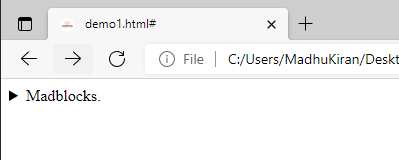 demo1.html#
File
C:/Users/MadhuKiran/Deskt
Madblocks.